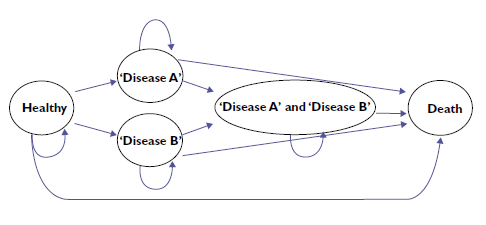 ‘Disease A’
Healthy
‘Disease A’ and ‘Disease B’
Death
‘Disease B’